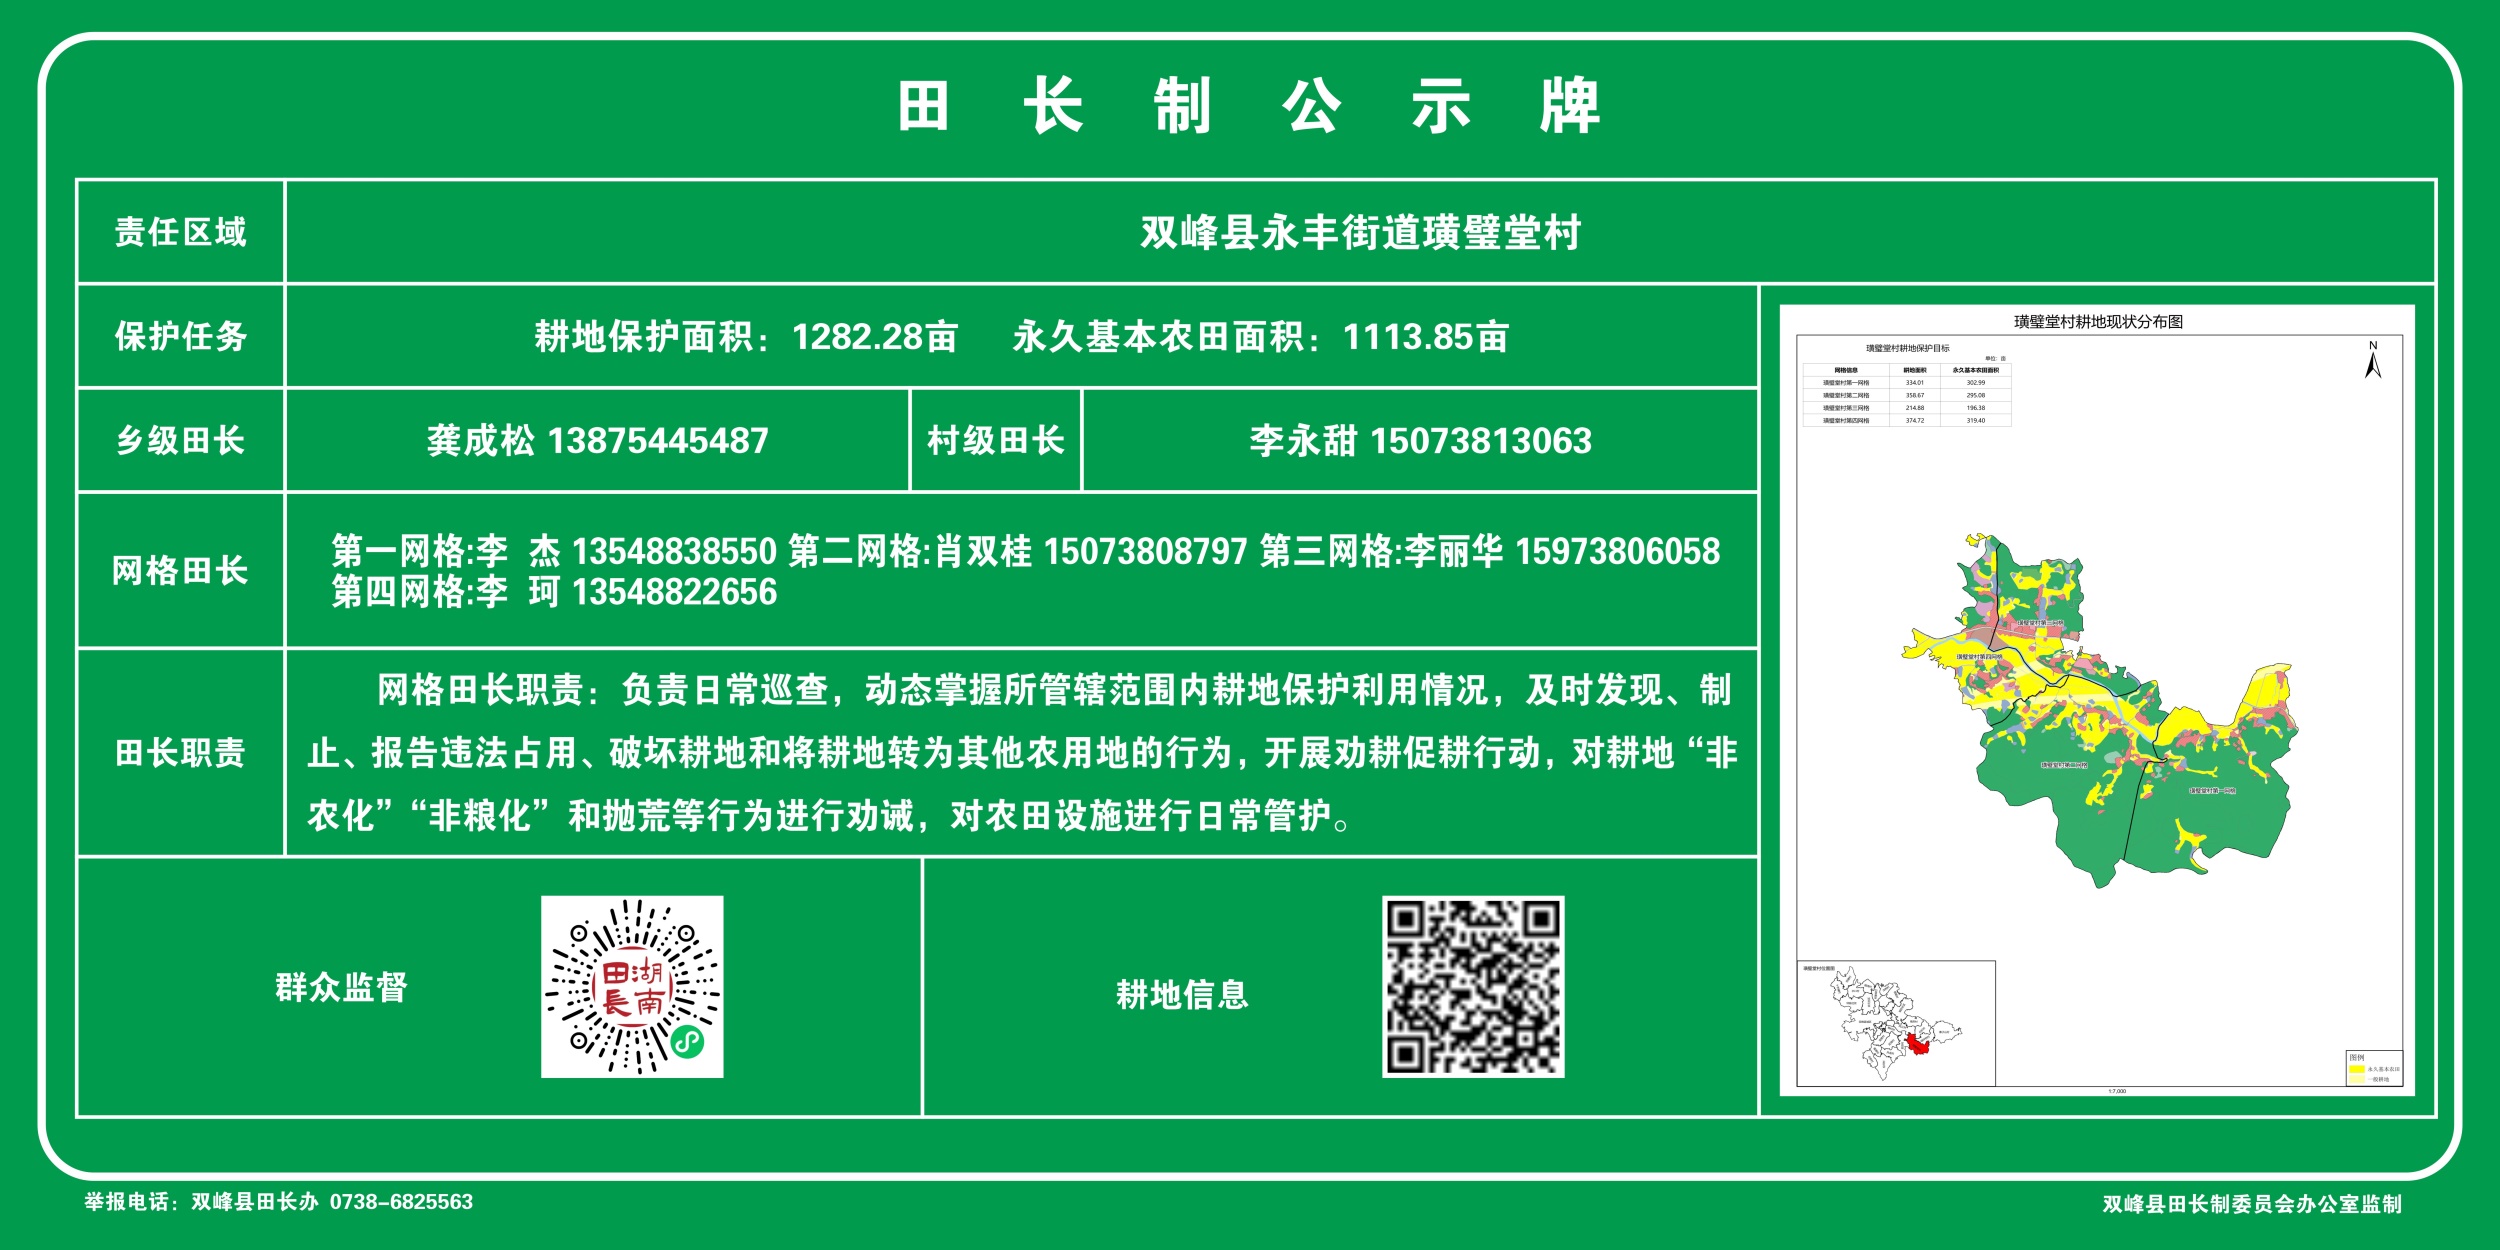 田长制公示牌
责任区域 双峰县永丰街道璜璧堂村
保护任务 耕地保护面积：1282.28亩 永久基本农田面积：1113.85亩
乡级田长 龚成松 13875445487 村级田长 李永甜 15073813063
网格田长
第一网格:李 杰 13548838550 第二网格:肖双桂 15073808797 第三网格:李丽华 15973806058
第四网格:李 珂 13548822656
田长职责
网格田长职责：负责日常巡查，动态掌握所管辖范围内耕地保护利用情况，及时发现、制
止、报告违法占用、破坏耕地和将耕地转为其他农用地的行为，开展劝耕促耕行动，对耕地“非
农化”“非粮化”和抛荒等行为进行劝诫，对农田设施进行日常管护。
群众监督
田长
湖南
耕地信息
璜璧堂村耕地现状分布图
璜璧堂村耕地保护目标
单位：亩
网格信息 耕地面积 永久基本农田面积
璜璧堂村第一网格 334.01 302.99
璜璧堂村第二网格 358.67 295.08
璜璧堂村第三网格 214.88 196.38
璜璧堂村第四网格 374.72 319.40
N
璜璧堂村第三网格
璜璧堂村第四网格
璜璧堂村第二网格
璜璧堂村第一网格
璜璧堂村位置图
图例
永久基本农田
一般耕地
1:7,000
举报电话：双峰县田长办 0738-6825563
双峰县田长制委员会办公室监制